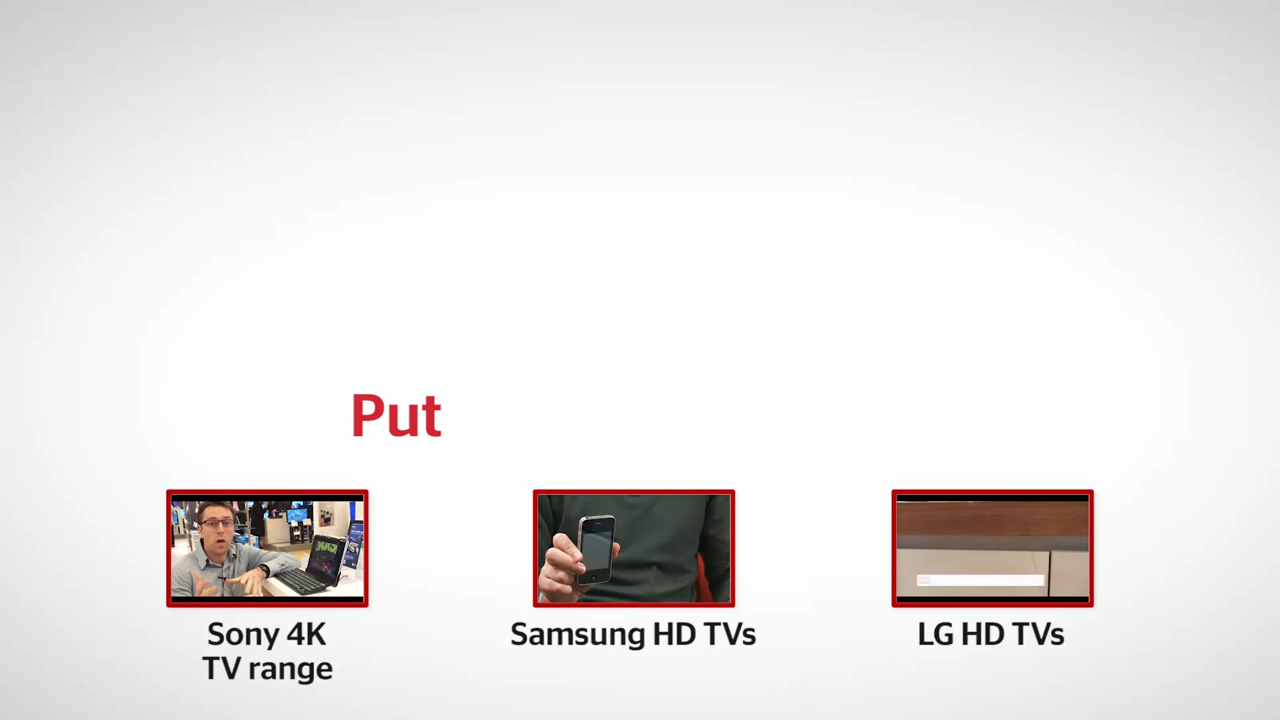 Put
Sony 4K
TV range
Samsung HD TVs
LG HD TVs